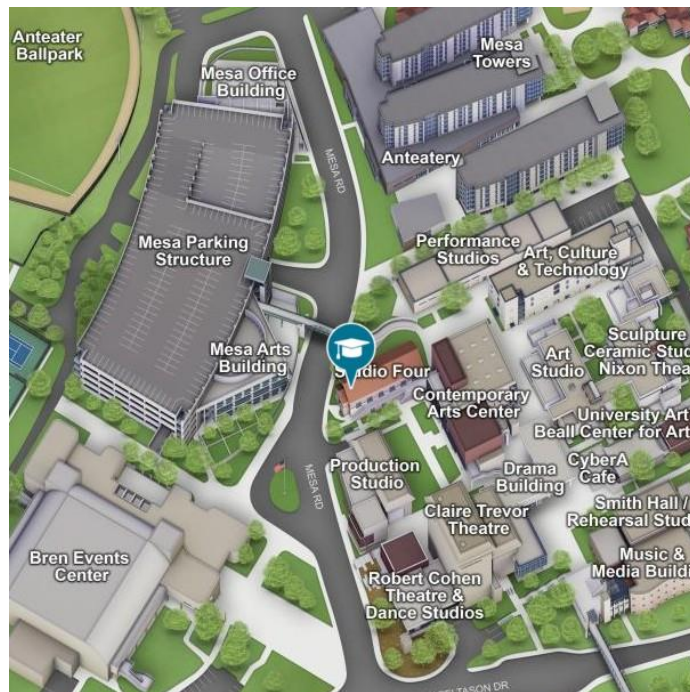 Anteater
Ballpark
Mesa Office
Building
Mesa
Towers
MESA RD
Anteatery
Mesa Parking
Structure
Performance
Studios
Art, Culture
& Technology
Mesa Arts
Building
Studio Four
Contemporary
Arts Center
Art
Studio
Sculpture
Ceramic Stud
Nixon Thea
University Art
Beall Center for Art
Production
Studio
MESA RD
Drama
Building
CyberA
Cafe
Claire Trevor
Theatre
Smith Hall /
Rehearsal Stud
Bren Events
Center
Robert Cohen
Theatre &
Dance Studios
Music &
Media Buildi
DR